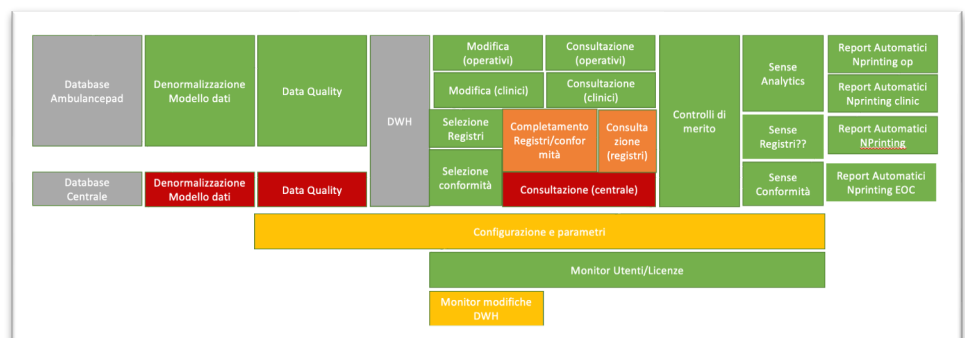 Database
Ambulancepad
Denormalizzazione
Modello dati
Data Quality
DWH
Modifica
(operativi)
Consultazione
(operativi)
Modifica (clinici)
Consultazione
(clinici)
Selezione
Registri
Completamento
Registri/confor
mità
Consulta
zione
(registri)
Selezione
conformità
Consultazione (centrale)
Controlli di
merito
Sense
Analytics
Sense
Registri??
Sense
Conformità
Report Automatici
Nprinting op
Report Automatici
Nprinting clinic
Report Automatici
NPrinting
Report Automatici
Nprinting EOC
Database
Centrale
Denormalizzazione
Modello dati
Data Quality
Configurazione e parametri
Monitor Utenti/Licenze
Monitor modifiche
DWH